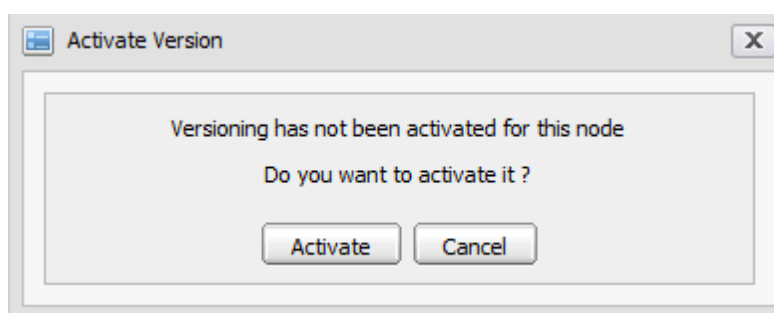 Activate Version
X
Versioning has not been activated for this node
Do you want to activate it ?
Activate Cancel